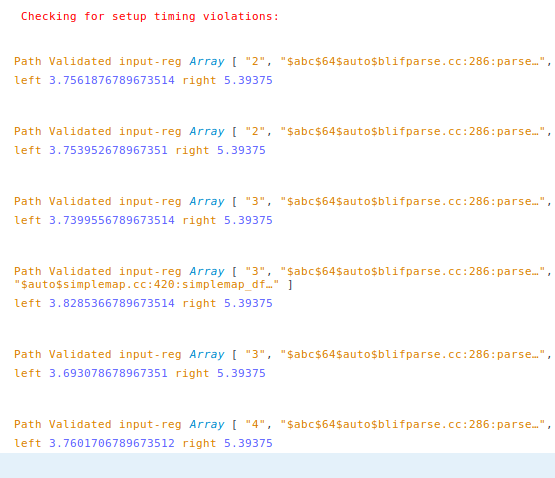 Checking for setup timing violations:
Path Validated input-reg Array [ "2", "$abc$64$auto$blifparse.cc:286:parse…",
left 3.7561876789673514 right 5.39375
Path Validated input-reg Array [ "2", "$abc$64$auto$blifparse.cc:286:parse…",
left 3.753952678967351 right 5.39375
Path Validated input-reg Array [ "3", "$abc$64$auto$blifparse.cc:286:parse…",
left 3.7399556789673514 right 5.39375
Path Validated input-reg Array [ "3", "$abc$64$auto$blifparse.cc:286:parse…",
"$auto$simplemap.cc:420:simplemap_df…" ]
left 3.8285366789673514 right 5.39375
Path Validated input-reg Array [ "3", "$abc$64$auto$blifparse.cc:286:parse…",
left 3.693078678967351 right 5.39375
Path Validated input-reg Array [ "4", "$abc$64$auto$blifparse.cc:286:parse…",
left 3.7601706789673512 right 5.39375